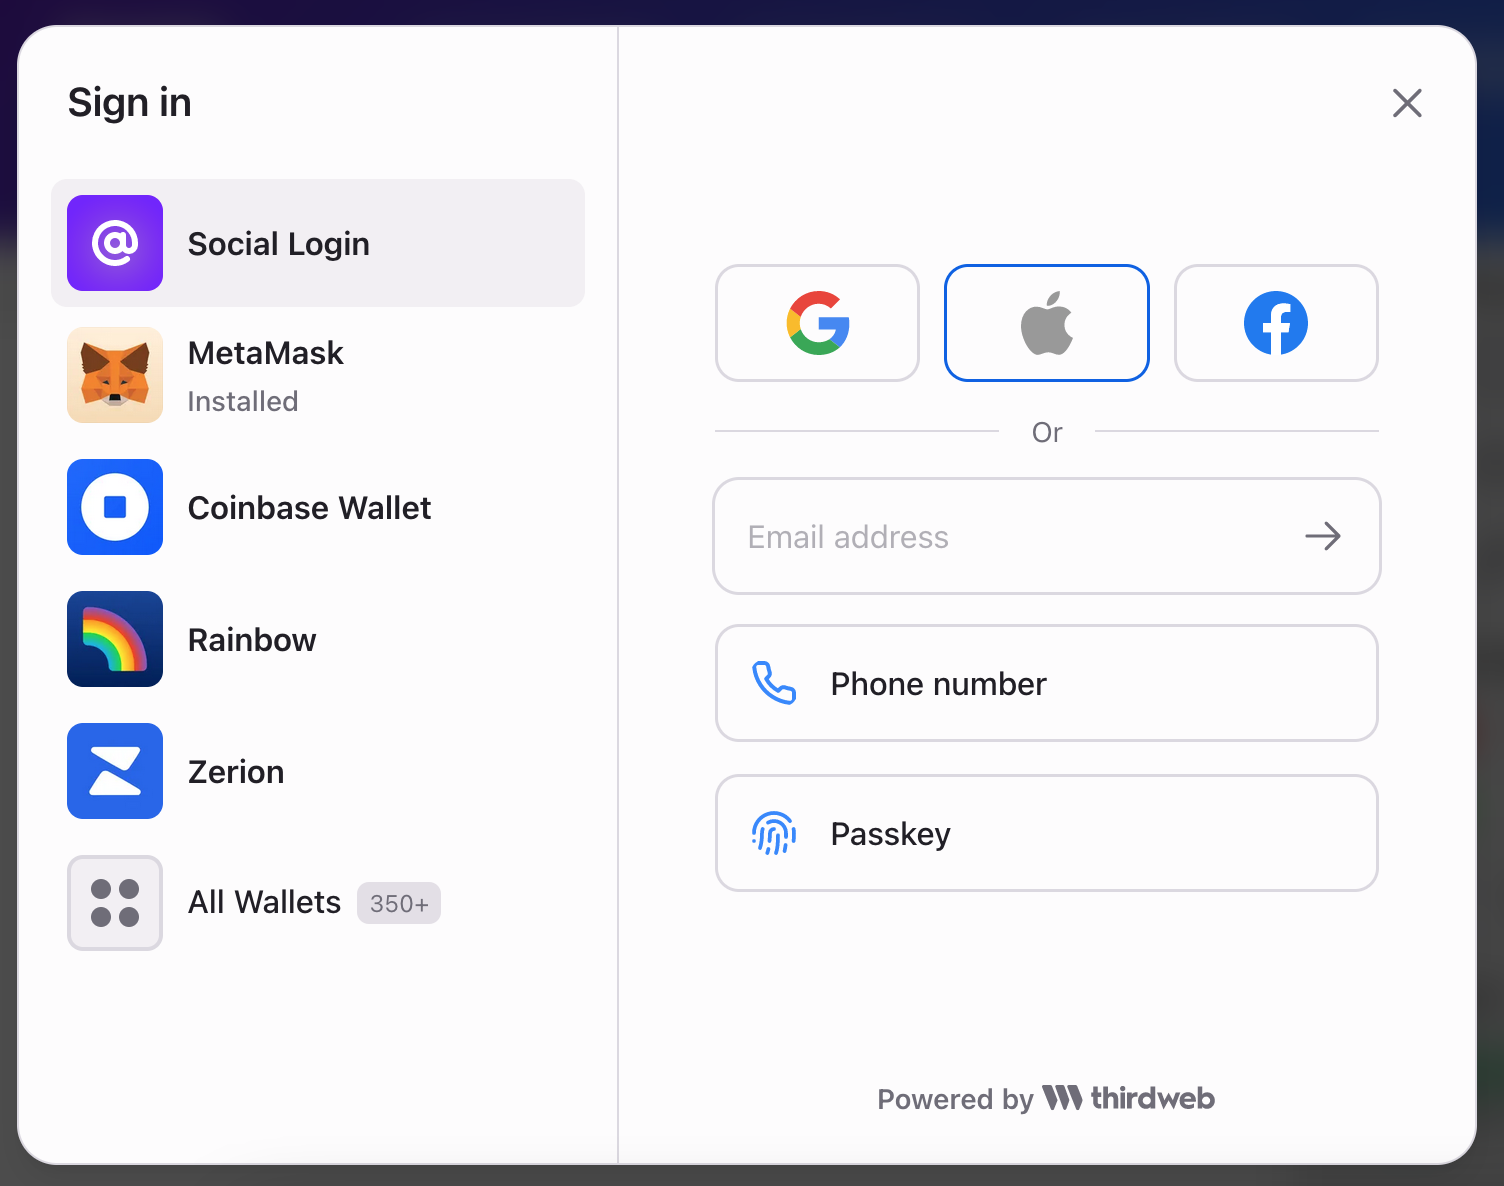 Sign in
Social Login
MetaMask
Installed
Coinbase Wallet
Rainbow
Zerion
All Wallets 350+
Or
Email address
Phone number
Passkey
Powered by thirdweb